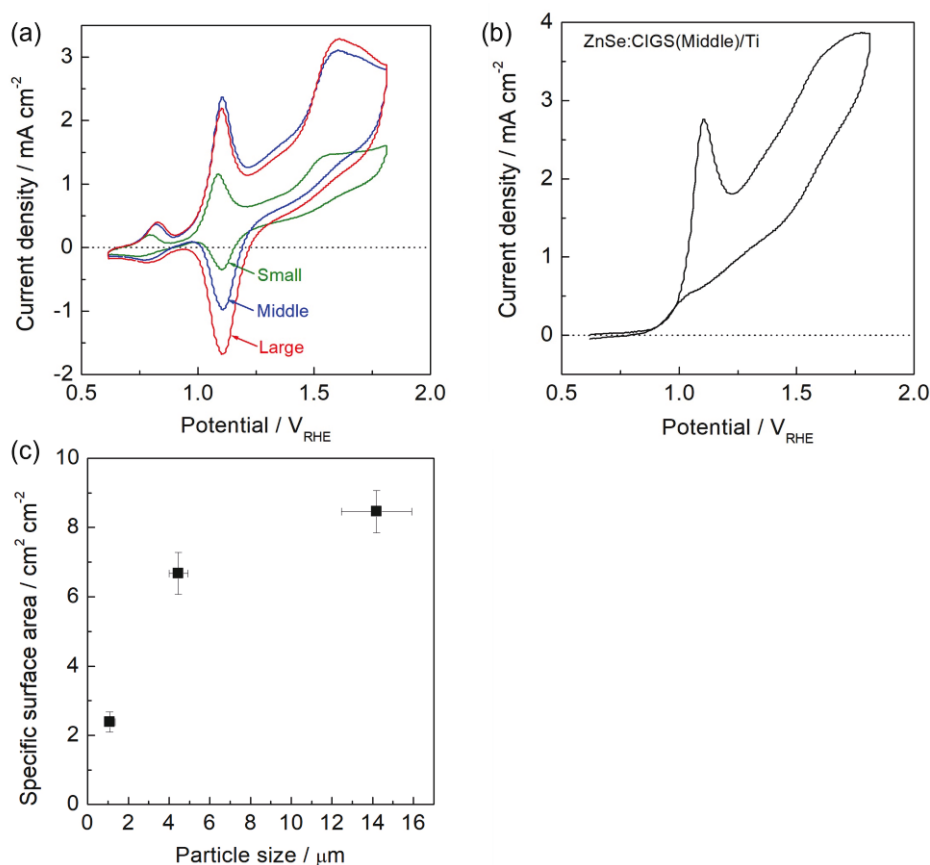 (a)
3
2
1
0
-1
-2
0.5
1.0
1.5
2.0
Current density / mA cm-2
Potential / VRHE
Small
Middle
Large
(b)
ZnSe:CIGS(Middle)/Ti
4
3
2
1
0
0.5
1.0
1.5
2.0
Current density / mA cm-2
Potential / VRHE
(c)
10
8
6
4
2
0
0
2
4
6
8
10
12
14
16
Specific surface area / cm2 cm-2
Particle size / μm